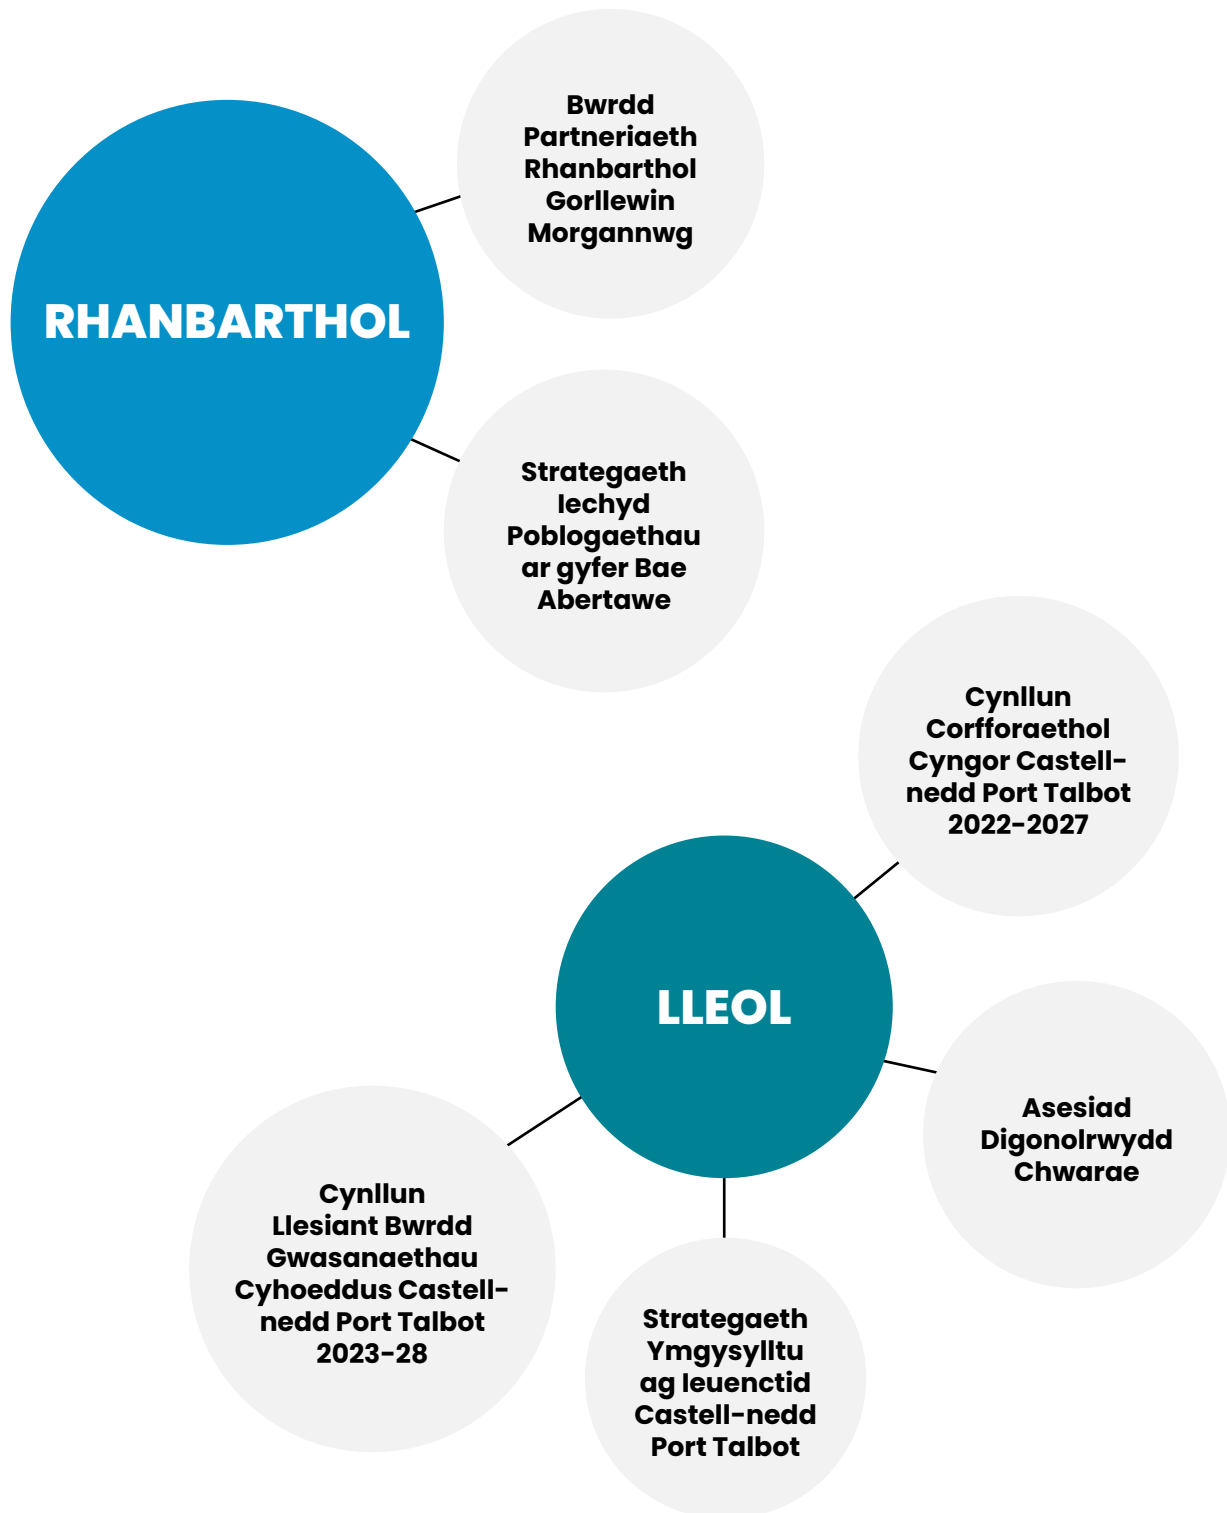 Bwrdd
Partneriaeth
Rhanbarthol
Gorllewin
Morgannwg
RHANBARTHOL
Strategaeth
Iechyd
Poblogaethau
ar gyfer Bae
Abertawe
Cynllun
Corfforaethol
Cyngor Castell-
nedd Port Talbot
2022-2027
LLEOL
Asesiad
Digonolrwydd
Chwarae
Cynllun
Llesiant Bwrdd
Gwasanaethau
Cyhoeddus Castell-
nedd Port Talbot
2023-28
Strategaeth
Ymgysylltu
ag Ieuenctid
Castell-nedd
Port Talbot